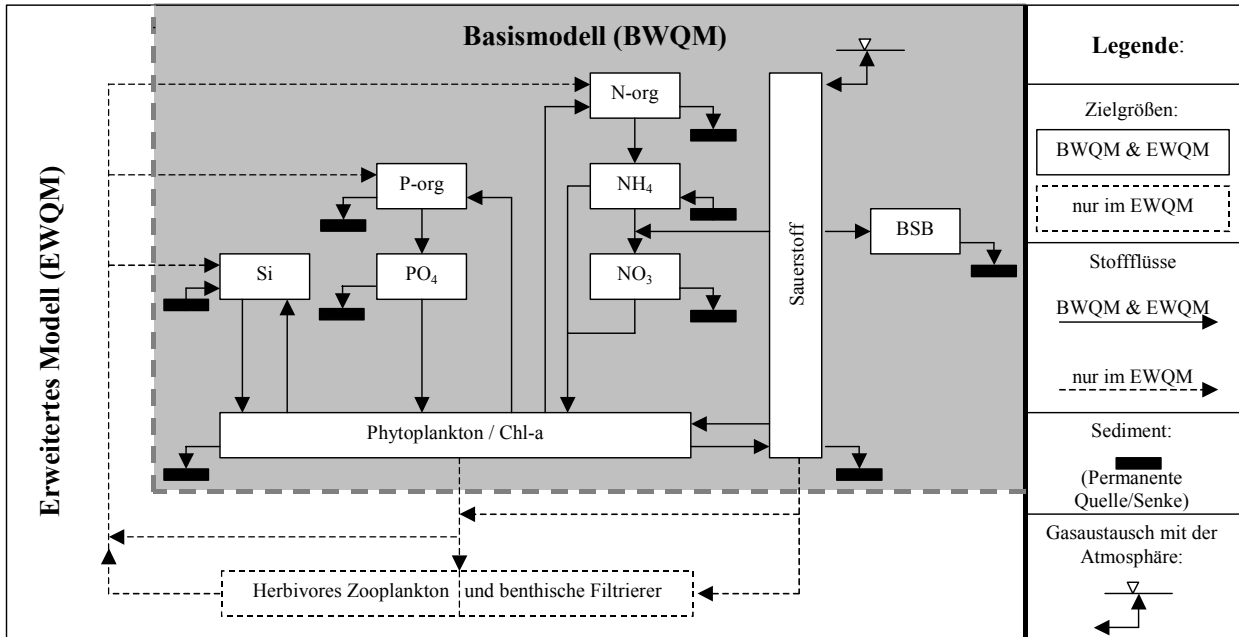 Basismodell (BWQM)
Erweitertes Modell (EWQM)
N-org
P-org
NH4
Si
PO4
NO3
Sauerstoff
BSB
Phytoplankton / Chl-a
Herbivores Zooplankton und benthische Filtrierer
Legende:
Zielgrößen:
BWQM & EWQM
nur im EWQM
Stoffflüsse
BWQM & EWQM
nur im EWQM
Sediment:
(Permanente
Quelle/Senke)
Gasaustausch mit der
Atmosphäre: